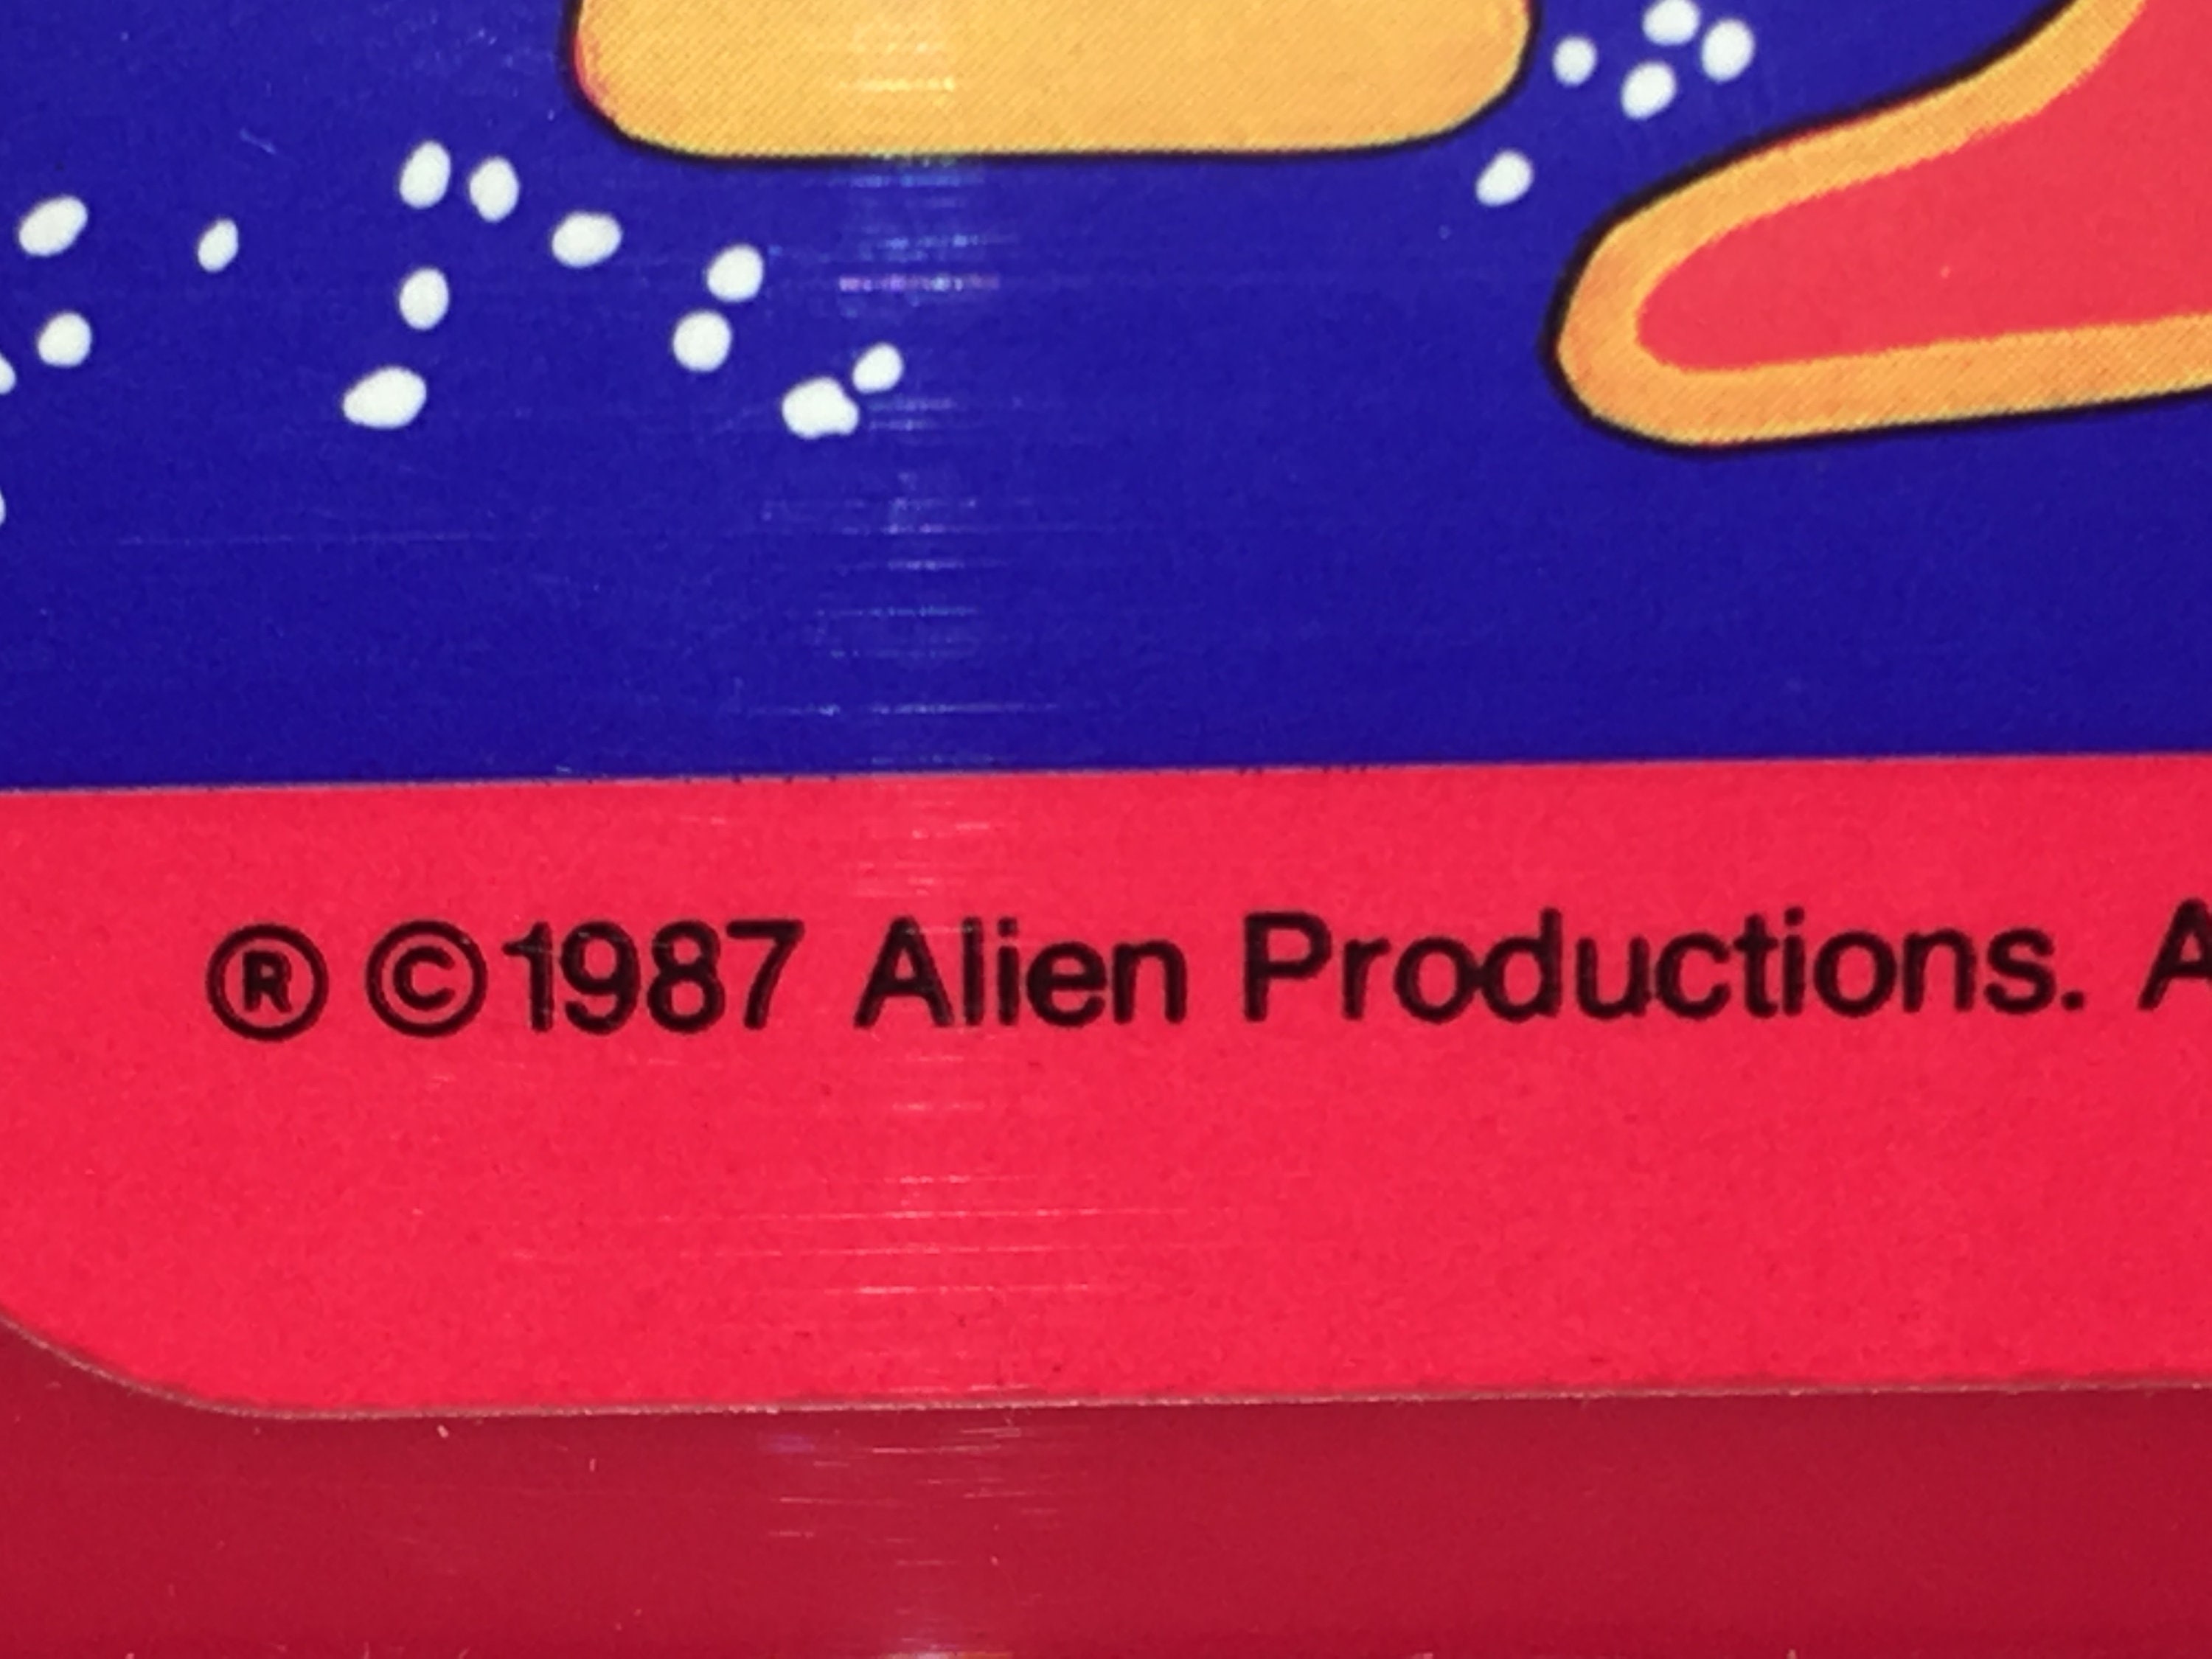 ®©1987 Alien Productions. A